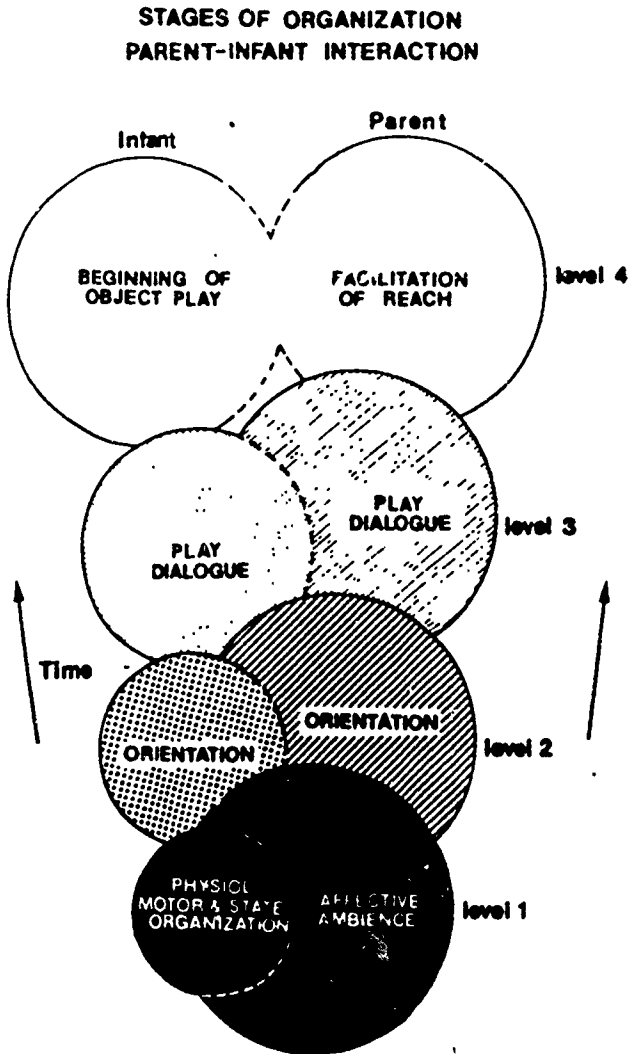 STAGES OF ORGANIZATION
PARENT-INFANT INTERACTION
Infant
Parent
BEGINNING OF
OBJECT PLAY
FACILITATION
OF REACH
level 4
PLAY
DIALOGUE
level 3
PLAY
DIALOGUE
Time
ORIENTATION
level 2
ORIENTATION
PHYSIOL
MOTOR & STATE
ORGANIZATION
AFFECTIVE
AMBIENCE
level 1